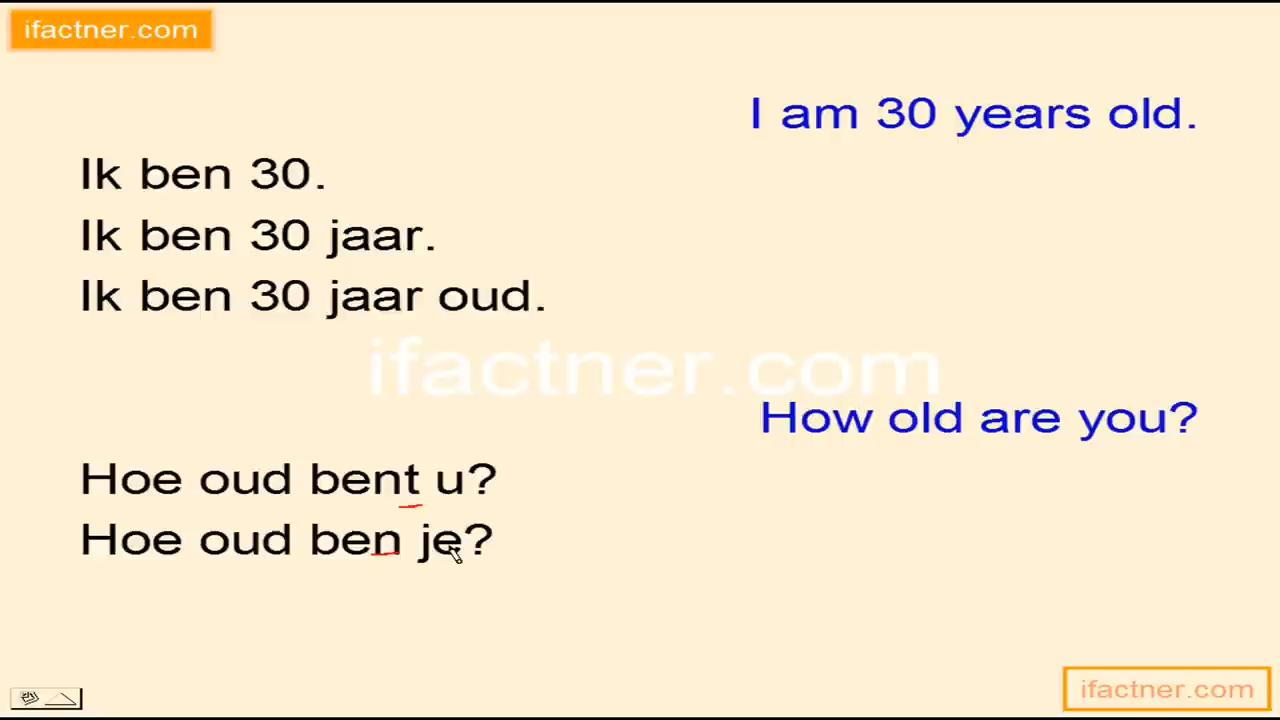 ifactner.com
I am 30 years old.
Ik ben 30.
Ik ben 30 jaar.
Ik ben 30 jaar oud.
ifactner.com
How old are you?
Hoe oud bent u?
Hoe oud ben je?
ifactner.com